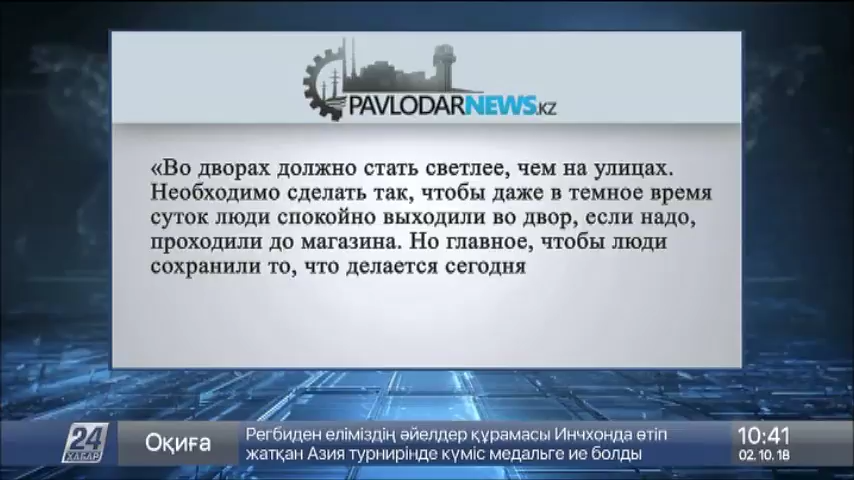 PAVLODARNEWS.KZ
«Во дворах должно стать светлее, чем на улицах.
Необходимо сделать так, чтобы даже в темное время
суток люди спокойно выходили во двор, если надо,
проходили до магазина. Но главное, чтобы люди
сохранили то, что делается сегодня
24
ХАБАР
Оқиға
Регбиден еліміздің әйелдер құрамасы Инчхонда өтіп
жатқан Азия турнирінде күміс медальге ие болды
10:41
02.10.18